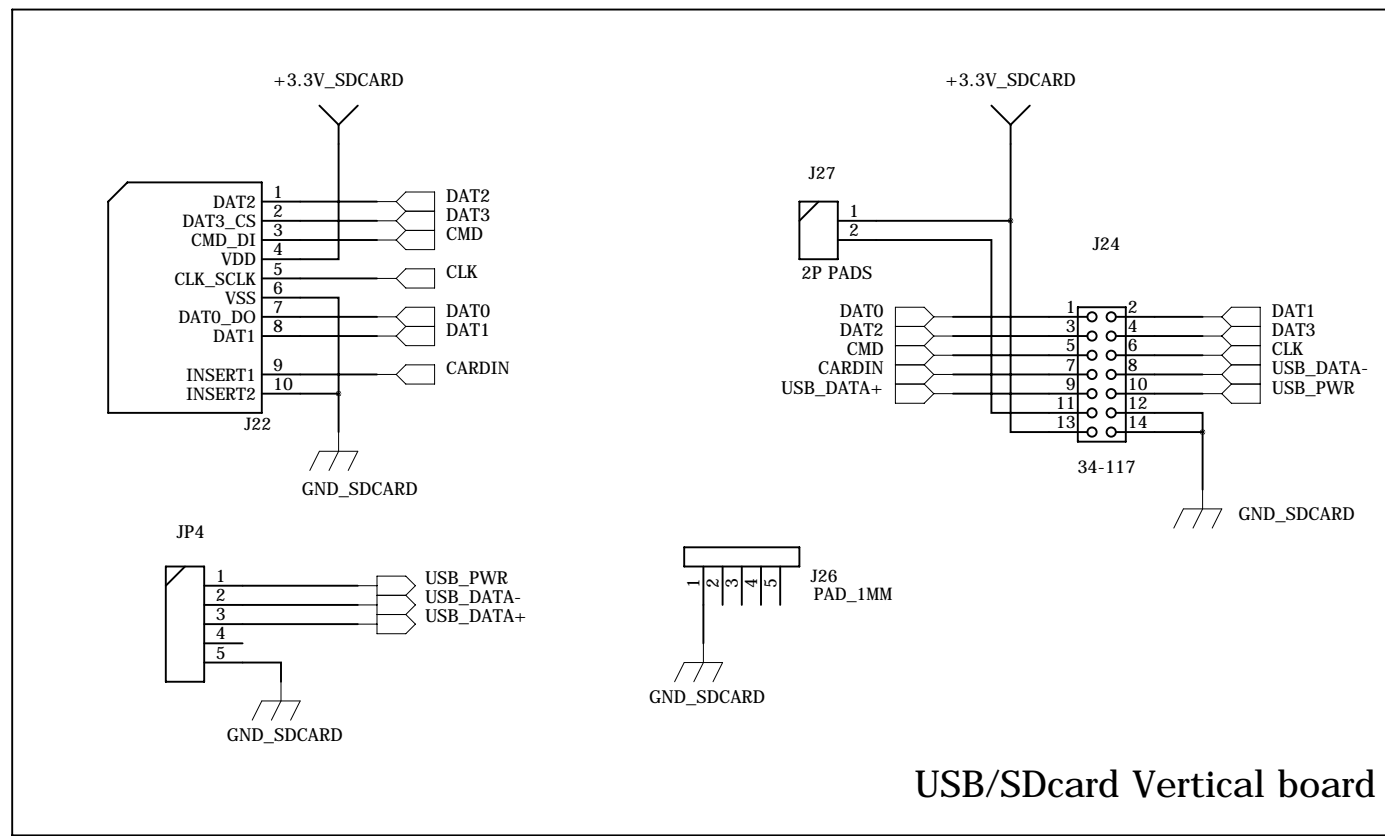 +3.3V_SDCARD
DAT2 1 DAT2
DAT3_CS 2 DAT3
CMD_DI 3 CMD
VDD 4
CLK_SCLK 5 CLK
VSS 6
DAT0_DO 7 DAT0
DAT1 8 DAT1
INSERT1 9 CARDIN
INSERT2 10
J22
GND_SDCARD
+3.3V_SDCARD
J27
1
2
2P PADS
J24
DAT0 1 2 DAT1
DAT2 3 4 DAT3
CMD 5 6 CLK
CARDIN 7 8 USB_DATA-
USB_DATA+ 9 10 USB_PWR
11 12
13 14
34-117
GND_SDCARD
JP4
1 USB_PWR
2 USB_DATA-
3 USB_DATA+
4
5
GND_SDCARD
1 2 3 4 5
J26
PAD_1MM
GND_SDCARD
USB/SDcard Vertical board